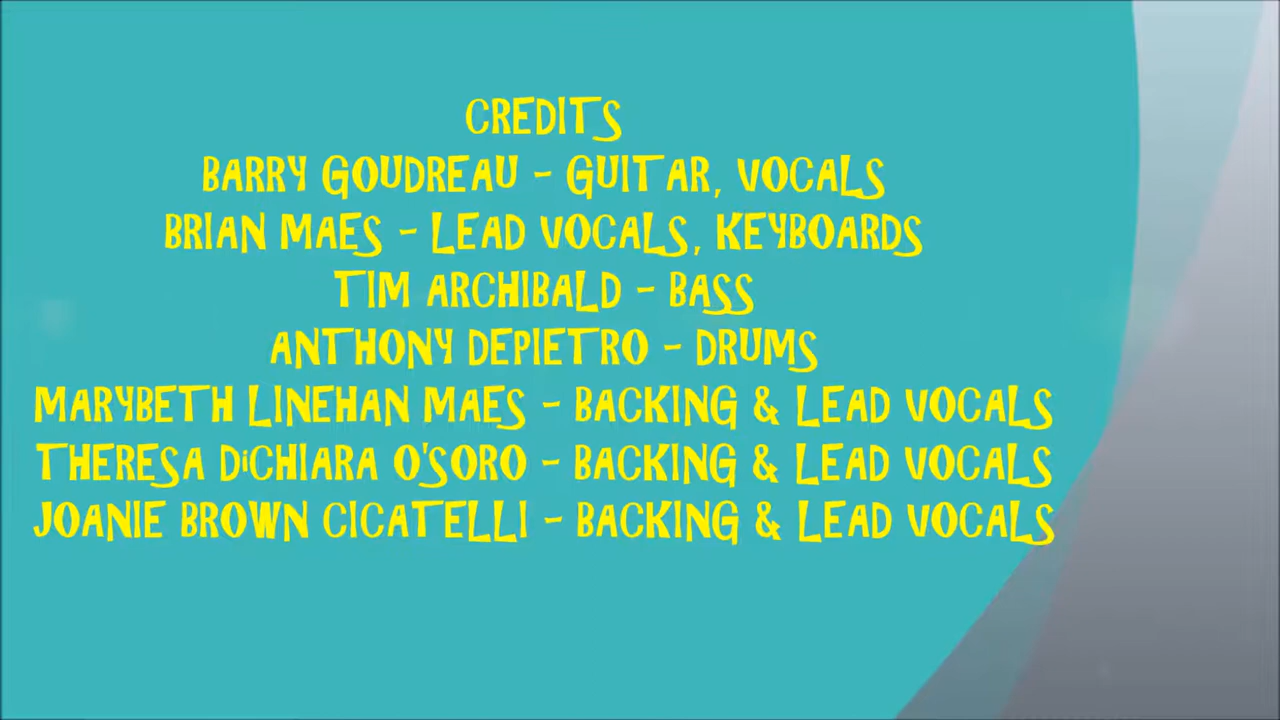 CREDITS
BARRY GOUDREAU - GUITAR, VOCALS
BRIAN MAES - LEAD VOCALS, KEYBOARDS
TIM ARCHIBALD - BASS
ANTHONY DEPIETRO - DRUMS
MARYBETH LINEHAN MAES - BACKING & LEAD VOCALS
THERESA DiCHIARA O'SORO - BACKING & LEAD VOCALS
JOANIE BROWN CICATELLI - BACKING & LEAD VOCALS